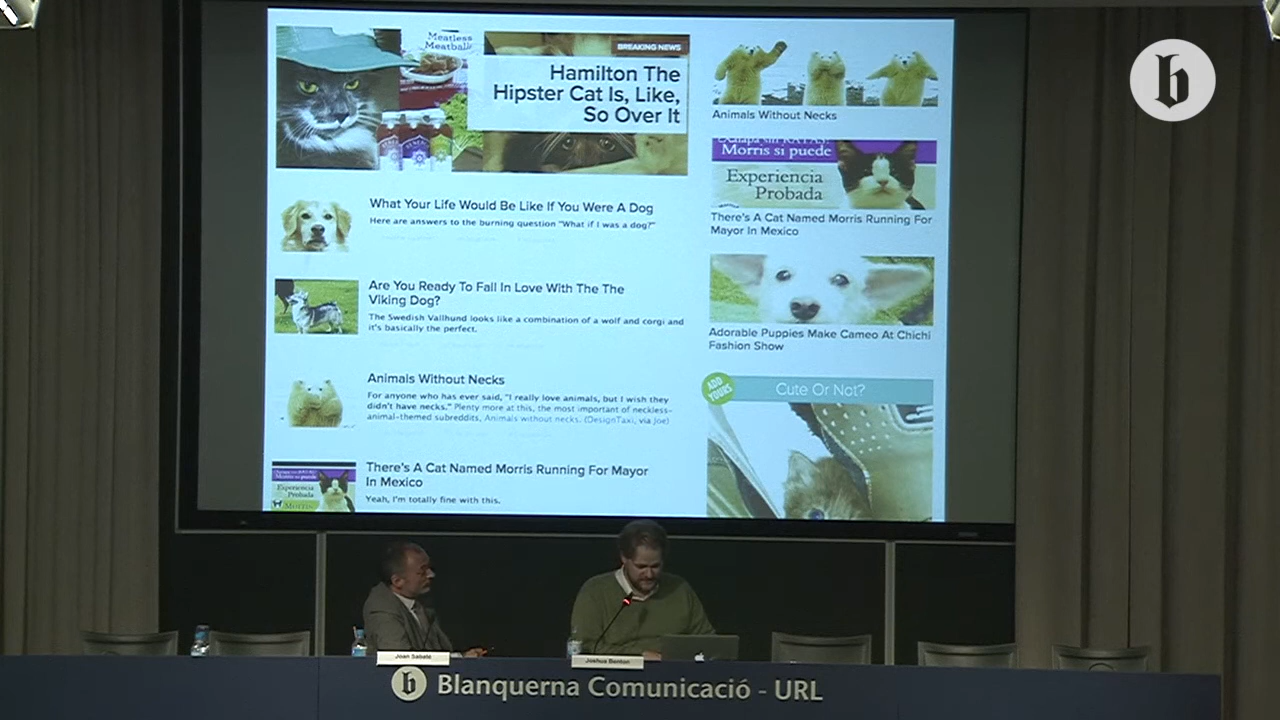 Meatless
Meatballs
BREAKING NEWS
Hamilton The
Hipster Cat Is, Like,
So Over It
What Your Life Would Be Like If You Were A Dog
Here are answers to the burning question "What if I was a dog?"
Are You Ready To Fall In Love With The The
Viking Dog?
The Swedish Vallhund looks like a combination of a wolf and corgi and
it's basically the perfect.
Animals Without Necks
For anyone who has ever said, "I really love animals, but I wish they
didn't have necks." Plenty more at this, the most important of neckless-
animal-themed subreddits, Animals without necks. (DesignTaxi, via Joe)
Experiencia
Probada
Morris
There's A Cat Named Morris Running For Mayor
In Mexico
Yeah, I'm totally fine with this.
Animals Without Necks
Morris si puede
Experiencia
Probada
There's A Cat Named Morris Running For
Mayor In Mexico
Adorable Puppies Make Cameo At Chichi
Fashion Show
ADD
YOURS
Cute Or Not?
b
Joan Sabaté
Joshua Benton
b Blanquerna Comunicació - URL